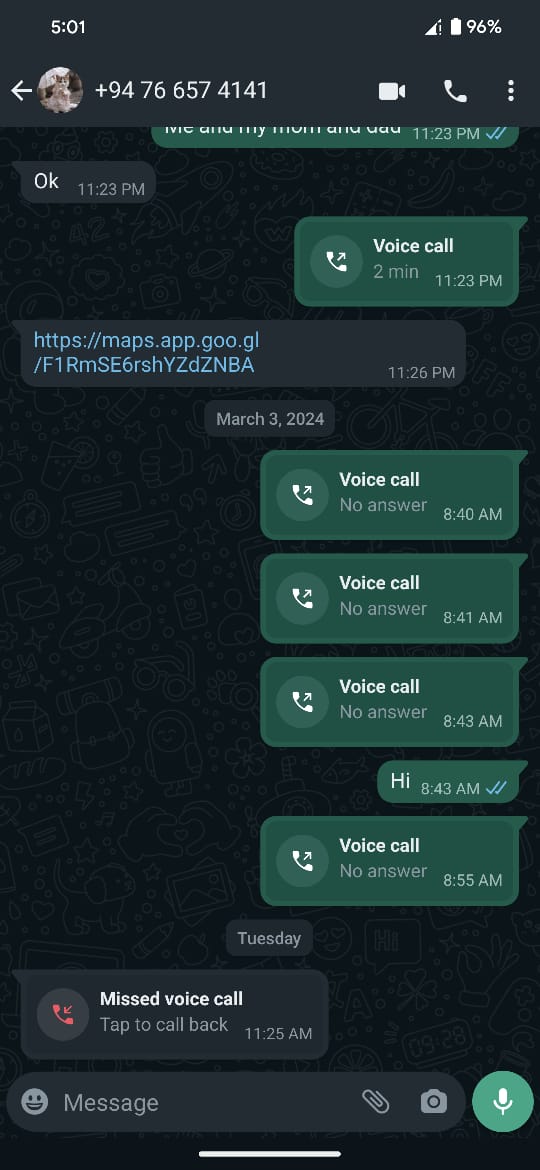 5:01
96%
+94 76 657 4141
Me and my mom and dad 11:23 PM
Ok 11:23 PM
Voice call
2 min 11:23 PM
https://maps.app.goo.gl
/F1RmSE6rshYZdZNBA
11:26 PM
March 3, 2024
Voice call
No answer 8:40 AM
Voice call
No answer 8:41 AM
Voice call
No answer 8:43 AM
Hi 8:43 AM
Voice call
No answer 8:55 AM
Tuesday
Missed voice call
Tap to call back 11:25 AM
Message